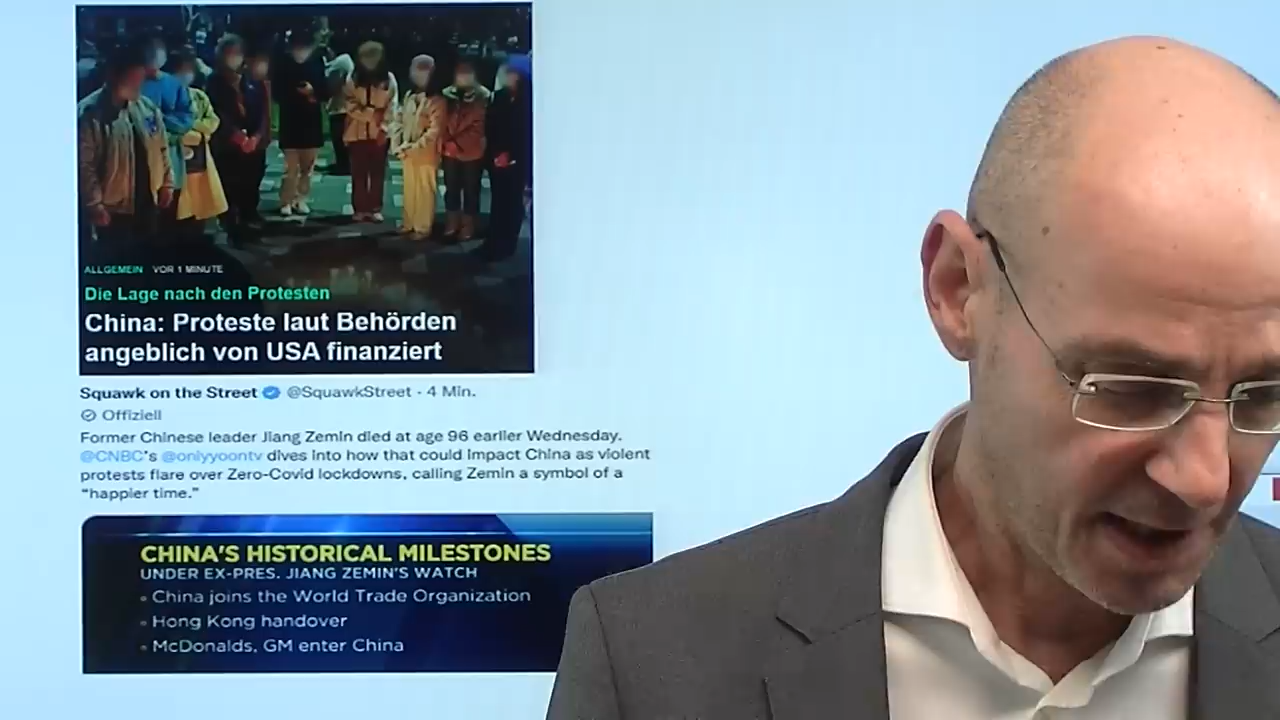 ALLGEMEIN VOR 1 MINUTE
Die Lage nach den Protesten
China: Proteste laut Behörden
angeblich von USA finanziert
Squawk on the Street @SquawkStreet · 4 Min.
Offiziell
Former Chinese leader Jiang Zemin died at age 96 earlier Wednesday.
@CNBC's @onlyyoontv dives into how that could impact China as violent
protests flare over Zero-Covid lockdowns, calling Zemin a symbol of a
“happier time.”
CHINA'S HISTORICAL MILESTONES
UNDER EX-PRES. JIANG ZEMIN'S WATCH
China joins the World Trade Organization
Hong Kong handover
McDonalds, GM enter China